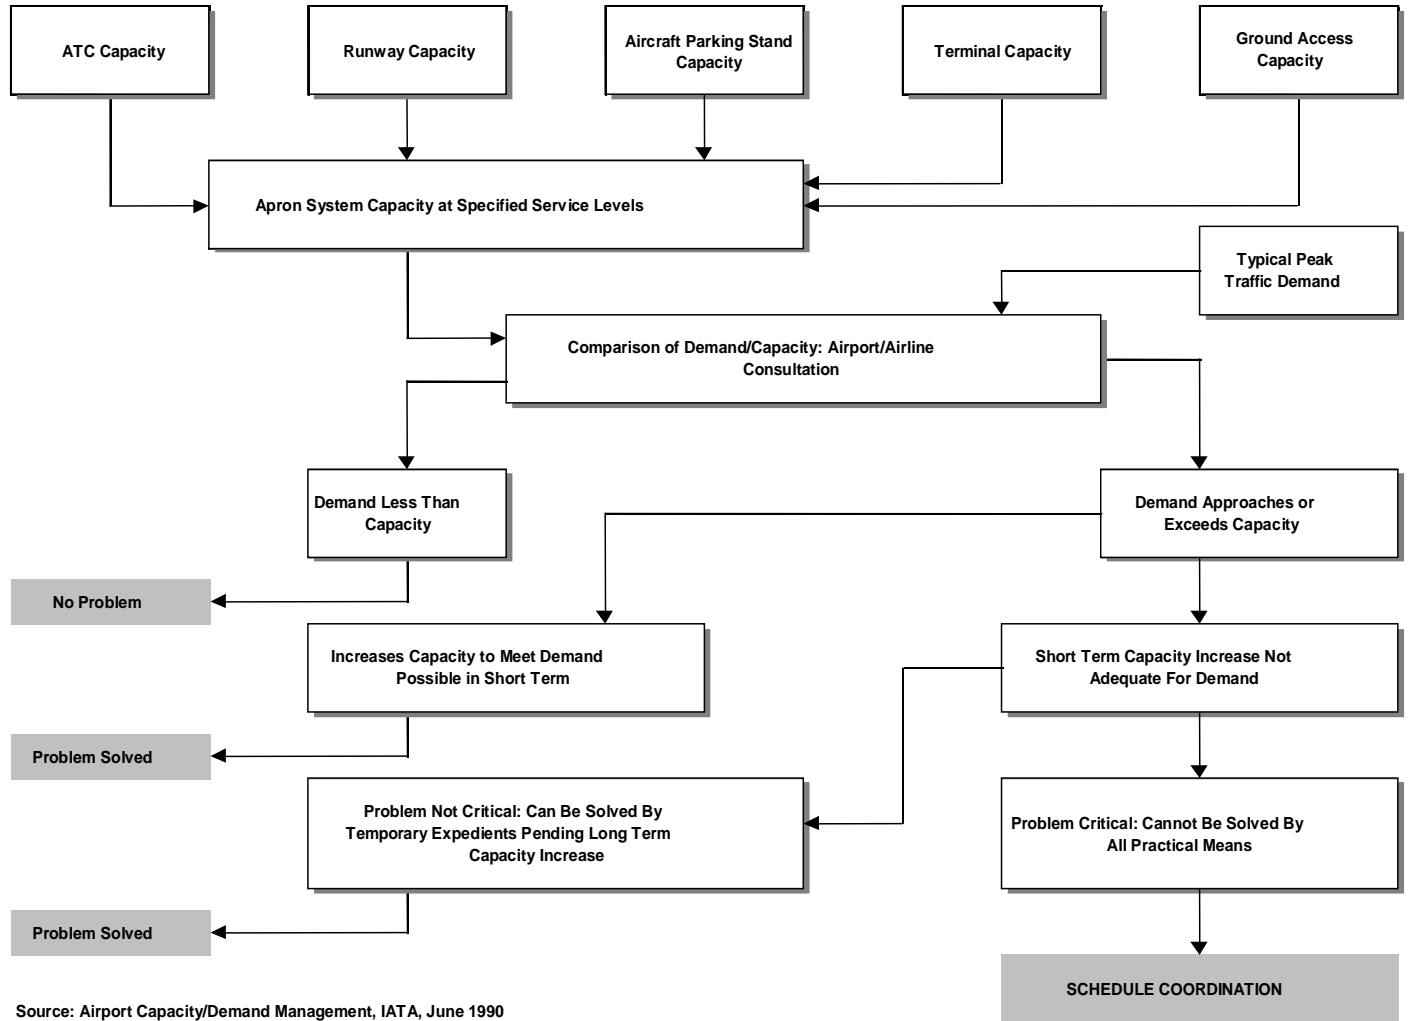 ATC Capacity
Runway Capacity
Aircraft Parking Stand
Capacity
Terminal Capacity
Ground Access
Capacity
Apron System Capacity at Specified Service Levels
Typical Peak
Traffic Demand
Comparison of Demand/Capacity: Airport/Airline
Consultation
Demand Less Than
Capacity
Demand Approaches or
Exceeds Capacity
No Problem
Increases Capacity to Meet Demand
Possible in Short Term
Short Term Capacity Increase Not
Adequate For Demand
Problem Solved
Problem Not Critical: Can Be Solved By
Temporary Expedients Pending Long Term
Capacity Increase
Problem Critical: Cannot Be Solved By
All Practical Means
Problem Solved
SCHEDULE COORDINATION
Source: Airport Capacity/Demand Management, IATA, June 1990